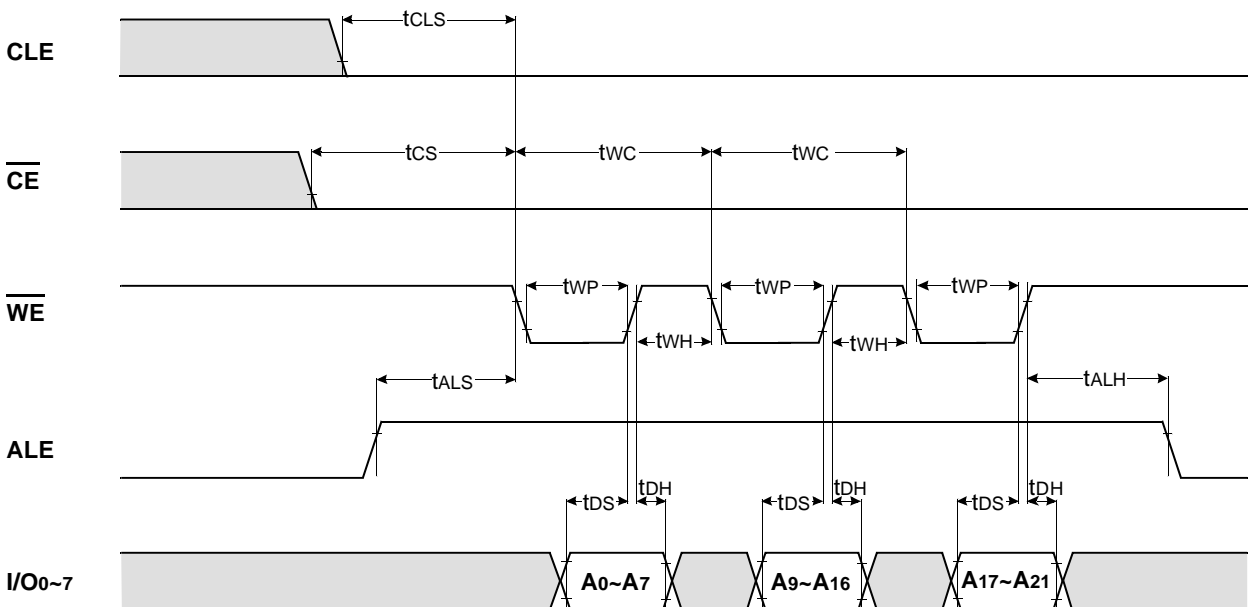 CLE
tCLS
CE
tCS tWC tWC
WE
tWP tWP tWP
tWH tWH
tALS tALH
ALE
tDS tDH tDS tDH tDS tDH
I/O0~7 A0~A7 A9~A16 A17~A21